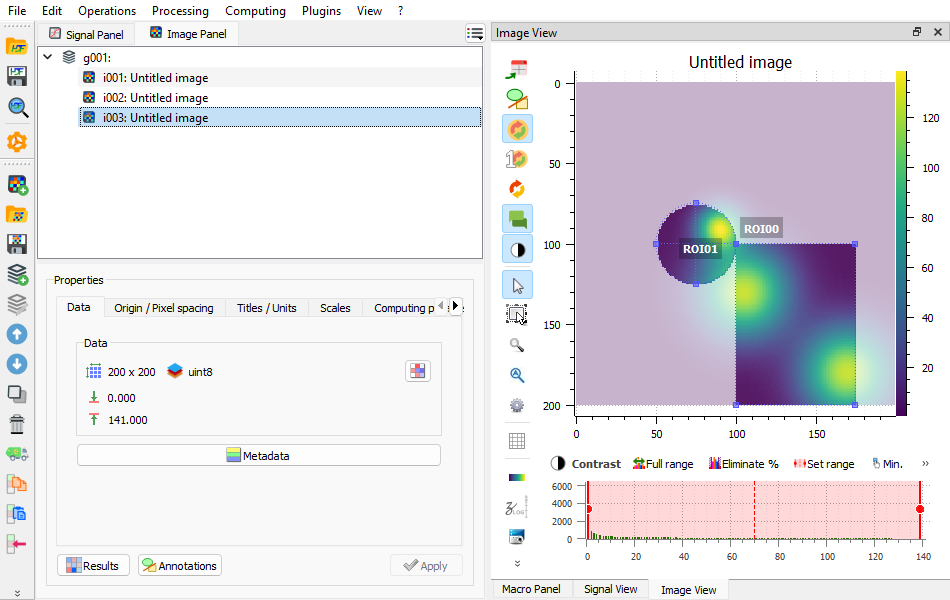 File Edit Operations Processing Computing Plugins View ?
Signal Panel Image Panel
g001:
i001: Untitled image
i002: Untitled image
i003: Untitled image
Properties
Data Origin / Pixel spacing Titles / Units Scales Computing p
Data
200 x 200 uint8
0.000
141.000
Metadata
Results Annotations Apply
Image View
Untitled image
0
50
100
150
200
0 50 100 150
ROI00
ROI01
120
100
80
60
40
20
Contrast Full range Eliminate % Set range Min. »
6000
4000
2000
0
0 20 40 60 80 100 120 140
Macro Panel Signal View Image View